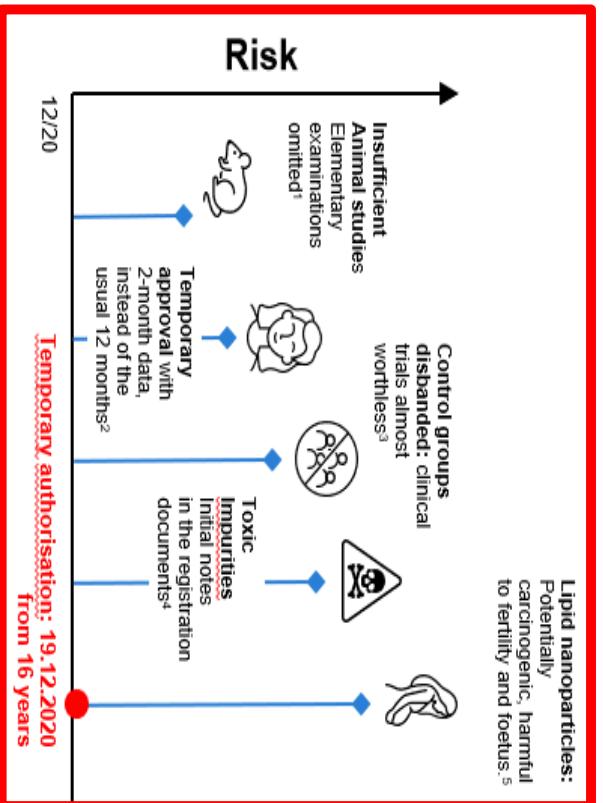 Risk
12/20
Insufficient
Animal studies
Elementary
examinations
omitted¹
Temporary
approval with
2-month data,
instead of the
usual 12 months²
Control groups
disbanded: clinical
trials almost
worthless³
Toxic
Impurities
Initial notes
in the registration
documents⁴
Lipid nanoparticles:
Potentially
carcinogenic, harmful
to fertility and foetus.⁵
Temporary authorisation: 19.12.2020
from 16 years